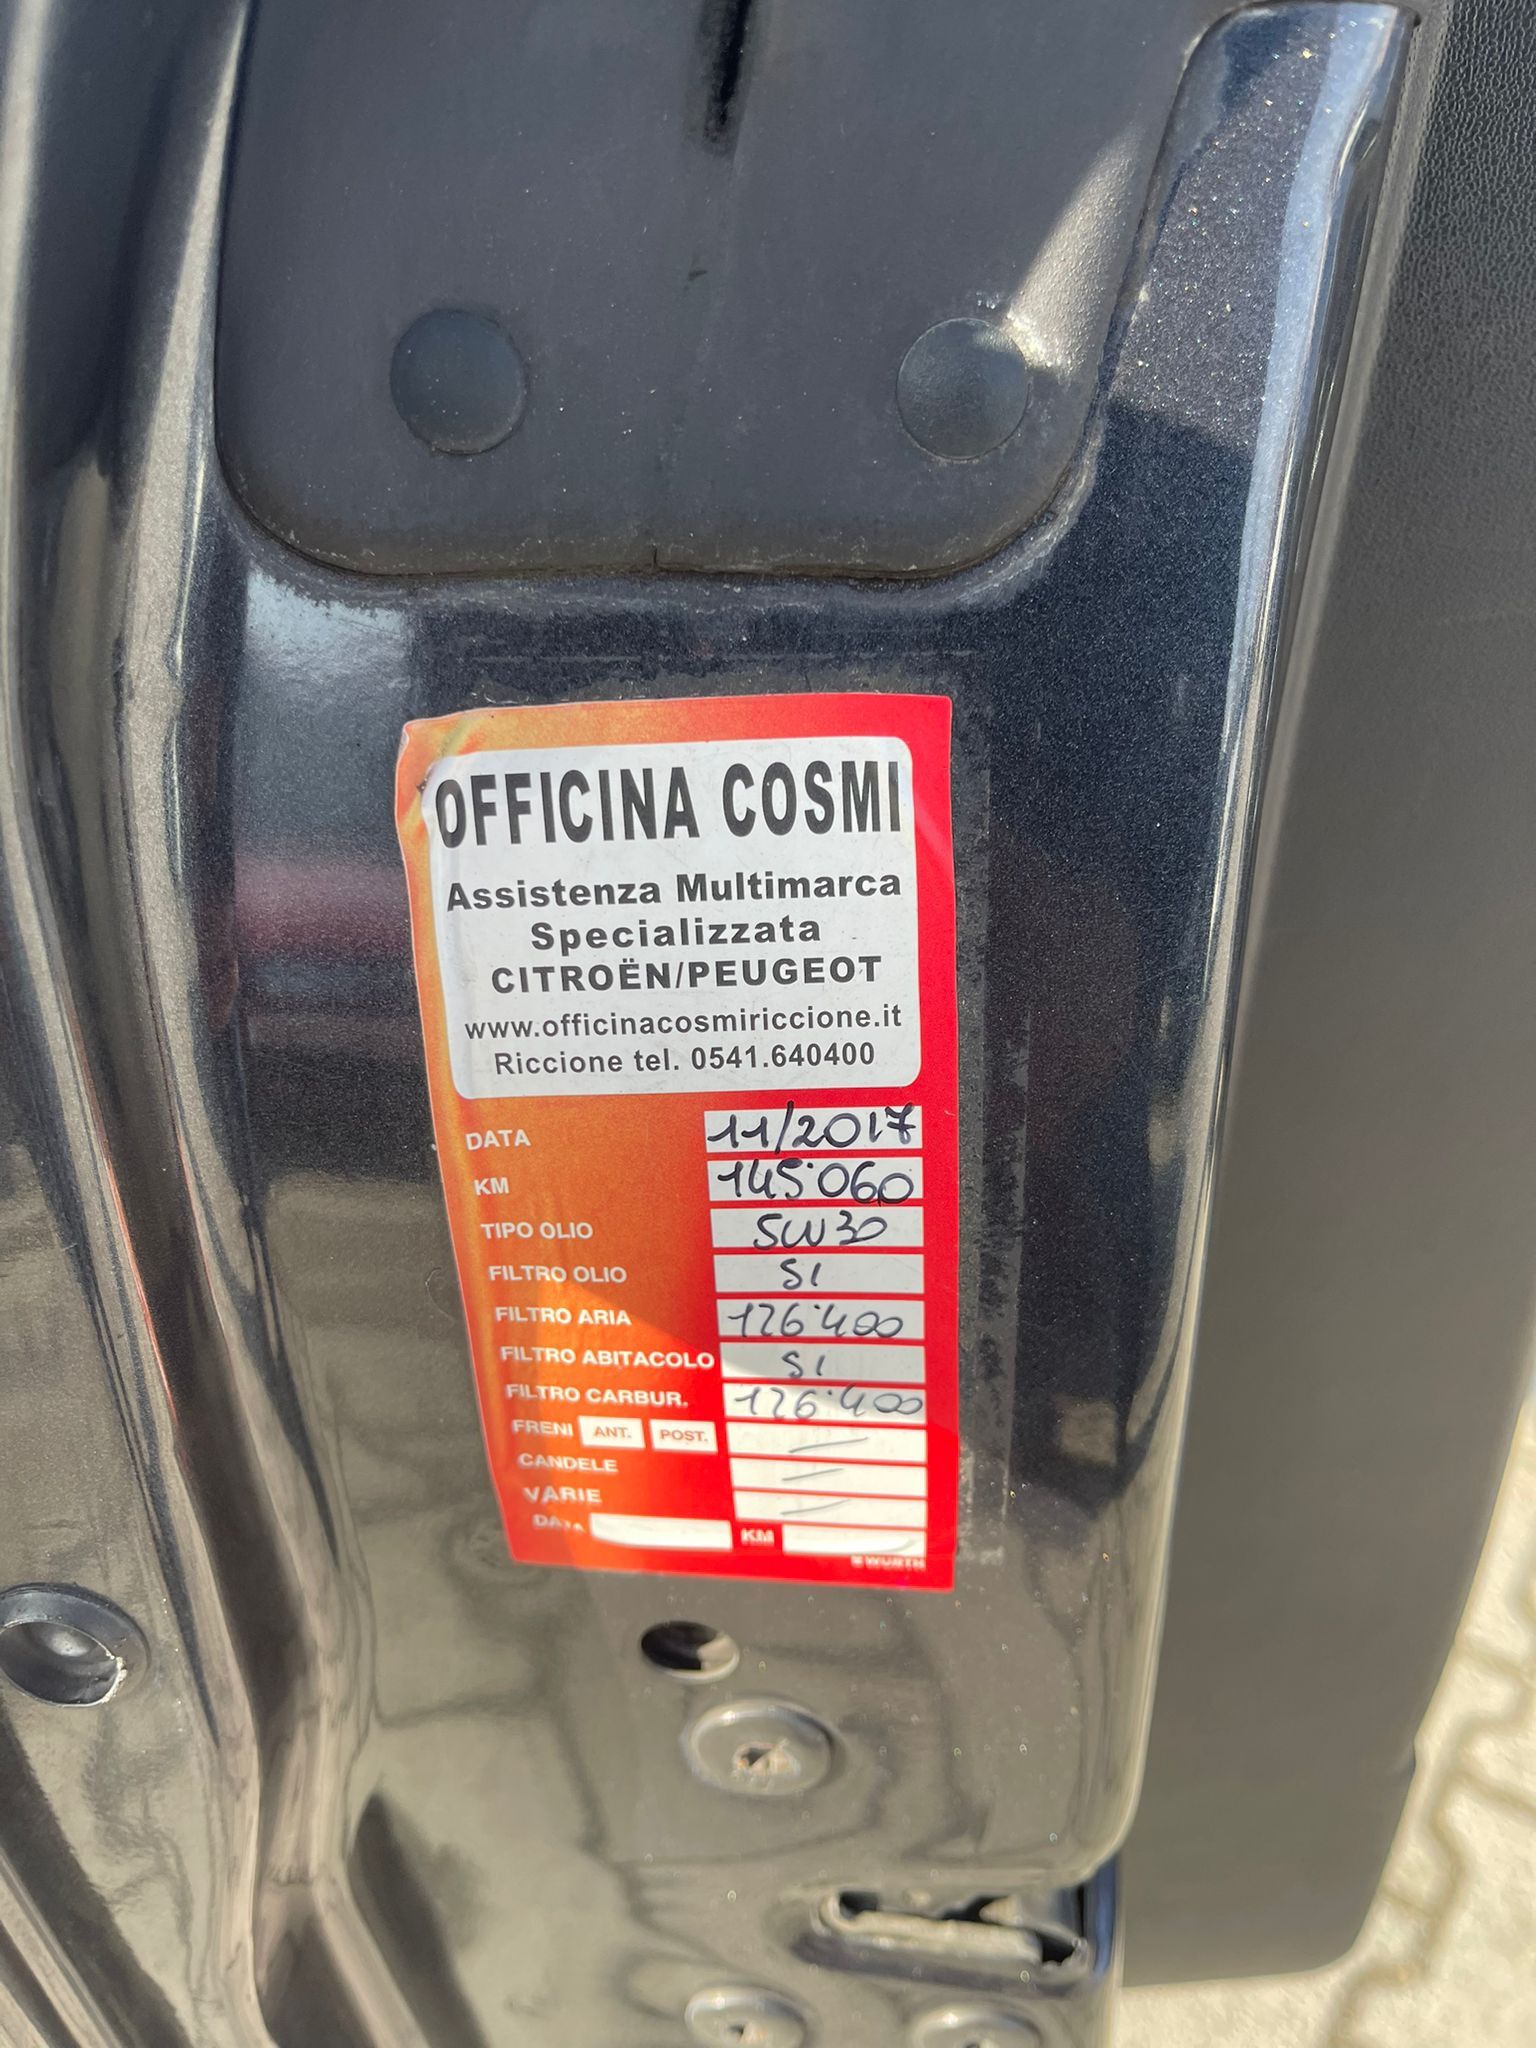 OFFICINA COSMI
Assistenza Multimarca
Specializzata
CITROËN/PEUGEOT
www.officinacosmiriccione.it
Riccione tel. 0541.640400
DATA 11/2017
KM 145.060
TIPO OLIO 5W30
FILTRO OLIO SI
FILTRO ARIA 126.400
FILTRO ABITACOLO SI
FILTRO CARBUR. 126.400
FRENI ANT. POST. —
CANDELE —
VARIE —
DATA KM
WÜRTH